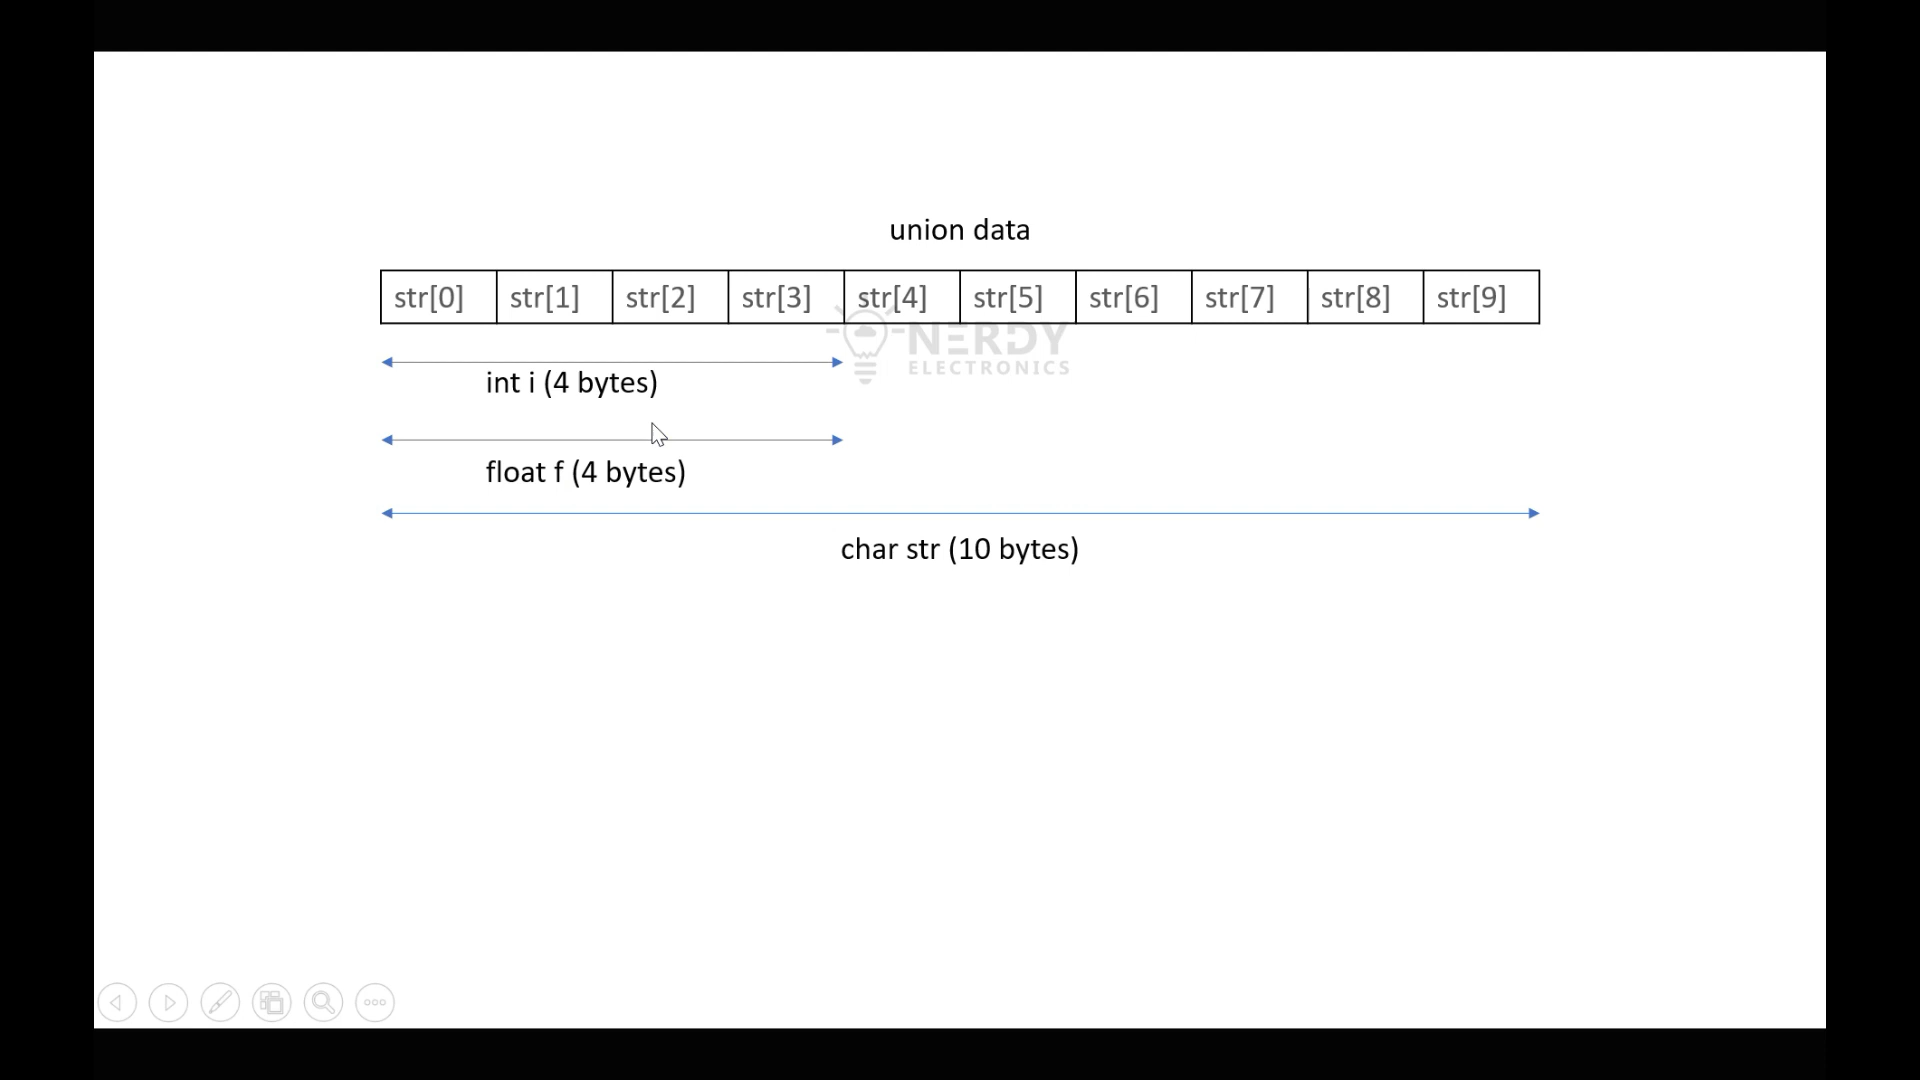 union data
str[0] str[1] str[2] str[3] str[4] str[5] str[6] str[7] str[8] str[9]
NERDY
ELECTRONICS
int i (4 bytes)
float f (4 bytes)
char str (10 bytes)